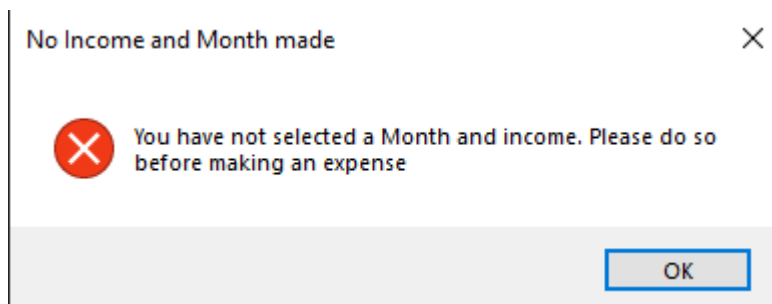 No Income and Month made
You have not selected a Month and income. Please do so
before making an expense
OK